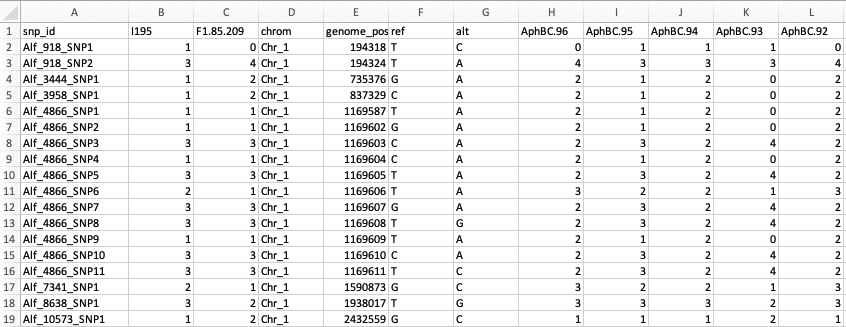 A B C D E F G H I J K L
1 snp_id I195 F1.85.209 chrom genome_pos ref alt AphBC.96 AphBC.95 AphBC.94 AphBC.93 AphBC.92
2 Alf_918_SNP1 1 0 Chr_1 194318 T C 0 1 1 1 0
3 Alf_918_SNP2 3 4 Chr_1 194324 T A 4 3 3 3 4
4 Alf_3444_SNP1 1 2 Chr_1 735376 G A 2 1 2 0 2
5 Alf_3958_SNP1 1 2 Chr_1 837329 C A 2 1 2 0 2
6 Alf_4866_SNP1 1 1 Chr_1 1169587 T A 2 1 2 0 2
7 Alf_4866_SNP2 1 1 Chr_1 1169602 G A 2 1 2 0 2
8 Alf_4866_SNP3 3 3 Chr_1 1169603 C A 2 3 2 4 2
9 Alf_4866_SNP4 1 1 Chr_1 1169604 C A 2 1 2 0 2
10 Alf_4866_SNP5 3 3 Chr_1 1169605 T A 2 3 2 4 2
11 Alf_4866_SNP6 2 1 Chr_1 1169606 T A 3 2 2 1 3
12 Alf_4866_SNP7 3 3 Chr_1 1169607 G A 2 3 2 4 2
13 Alf_4866_SNP8 3 3 Chr_1 1169608 T G 2 3 2 4 2
14 Alf_4866_SNP9 1 1 Chr_1 1169609 T A 2 1 2 0 2
15 Alf_4866_SNP10 3 3 Chr_1 1169610 C A 2 3 2 4 2
16 Alf_4866_SNP11 3 3 Chr_1 1169611 T C 2 3 2 4 2
17 Alf_7341_SNP1 2 1 Chr_1 1590873 G C 3 2 2 1 3
18 Alf_8638_SNP1 3 3 Chr_1 1938017 T G 3 3 3 2 3
19 Alf_10573_SNP1 1 2 Chr_1 2432559 G C 1 1 1 2 1